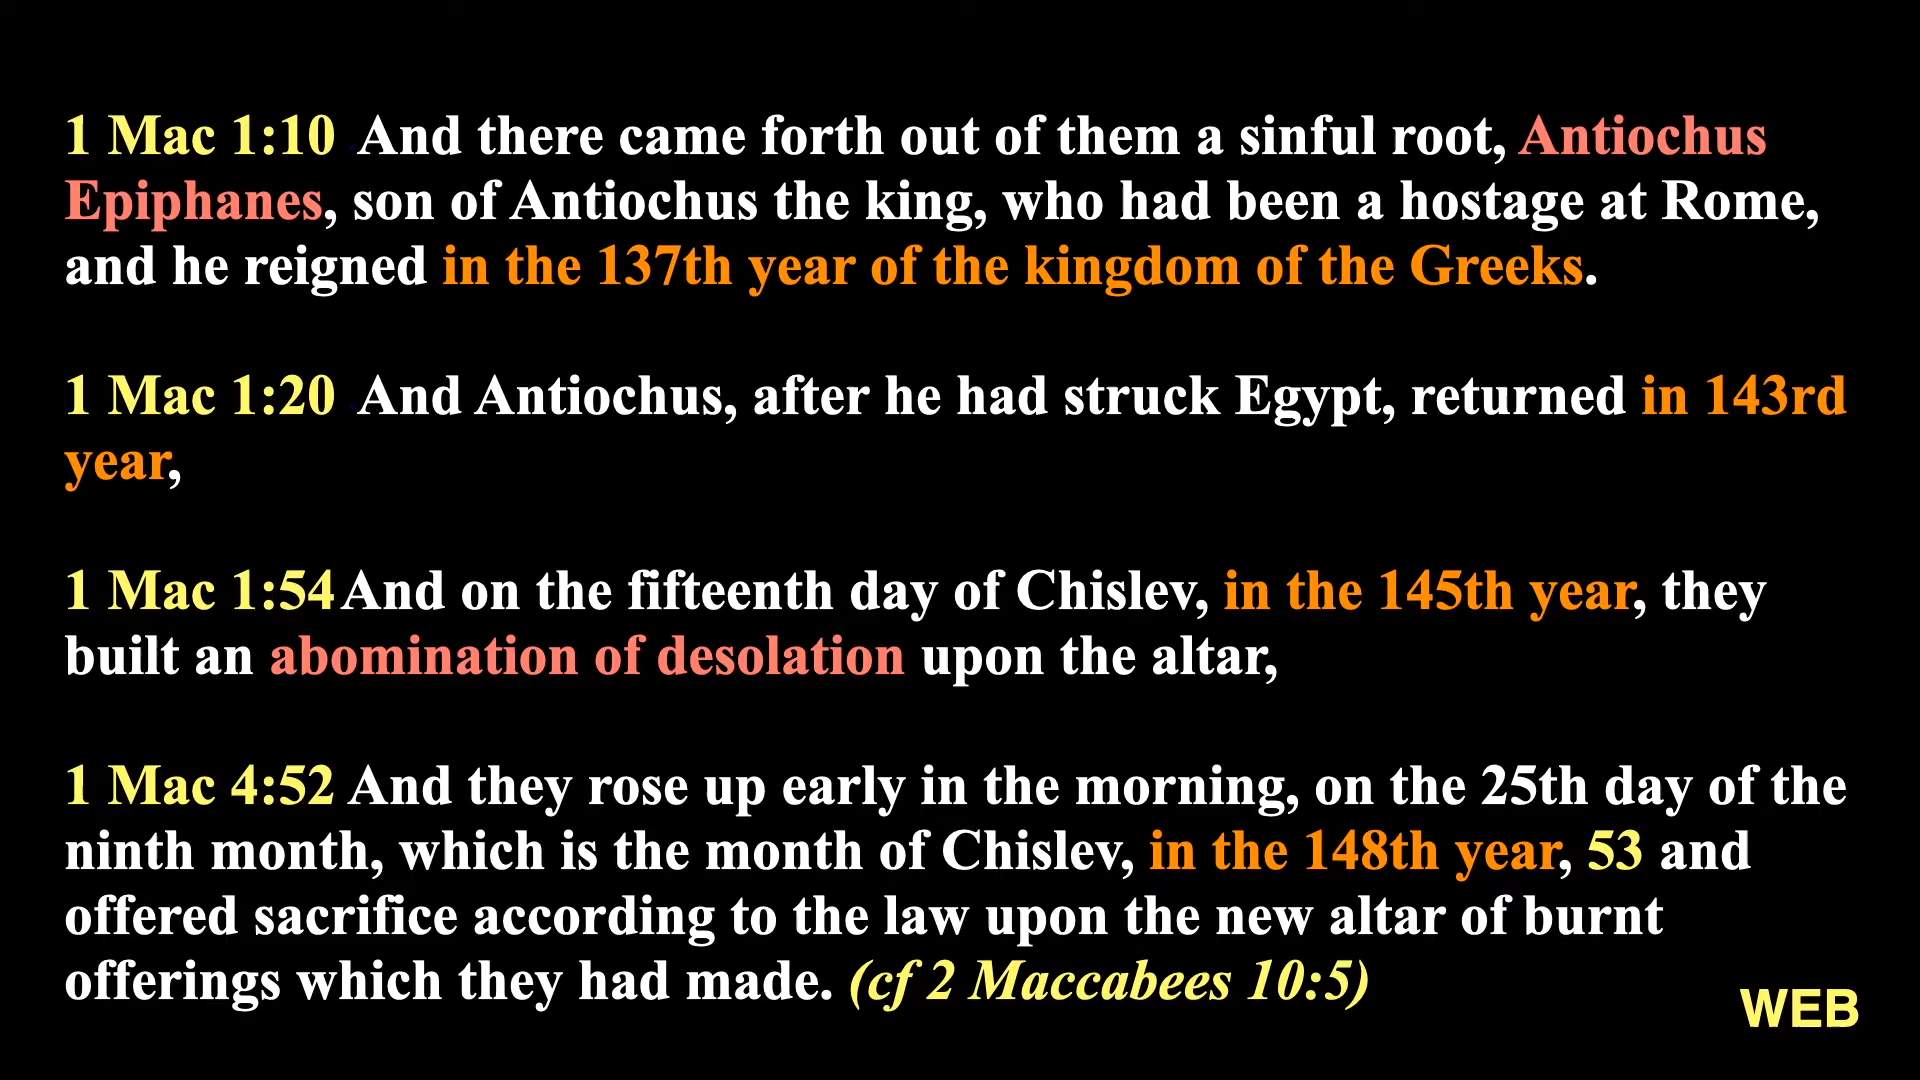 1 Mac 1:10 And there came forth out of them a sinful root, Antiochus
Epiphanes, son of Antiochus the king, who had been a hostage at Rome,
and he reigned in the 137th year of the kingdom of the Greeks.
1 Mac 1:20 And Antiochus, after he had struck Egypt, returned in 143rd
year,
1 Mac 1:54 And on the fifteenth day of Chislev, in the 145th year, they
built an abomination of desolation upon the altar,
1 Mac 4:52 And they rose up early in the morning, on the 25th day of the
ninth month, which is the month of Chislev, in the 148th year, 53 and
offered sacrifice according to the law upon the new altar of burnt
offerings which they had made. (cf 2 Maccabees 10:5)
WEB